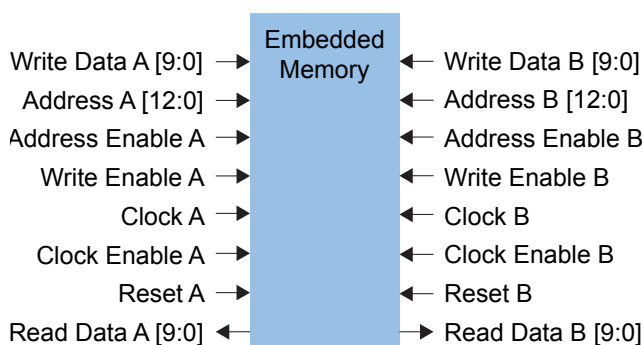 Embedded
Memory
Write Data A [9:0]
Address A [12:0]
Address Enable A
Write Enable A
Clock A
Clock Enable A
Reset A
Read Data A [9:0]
Write Data B [9:0]
Address B [12:0]
Address Enable B
Write Enable B
Clock B
Clock Enable B
Reset B
Read Data B [9:0]